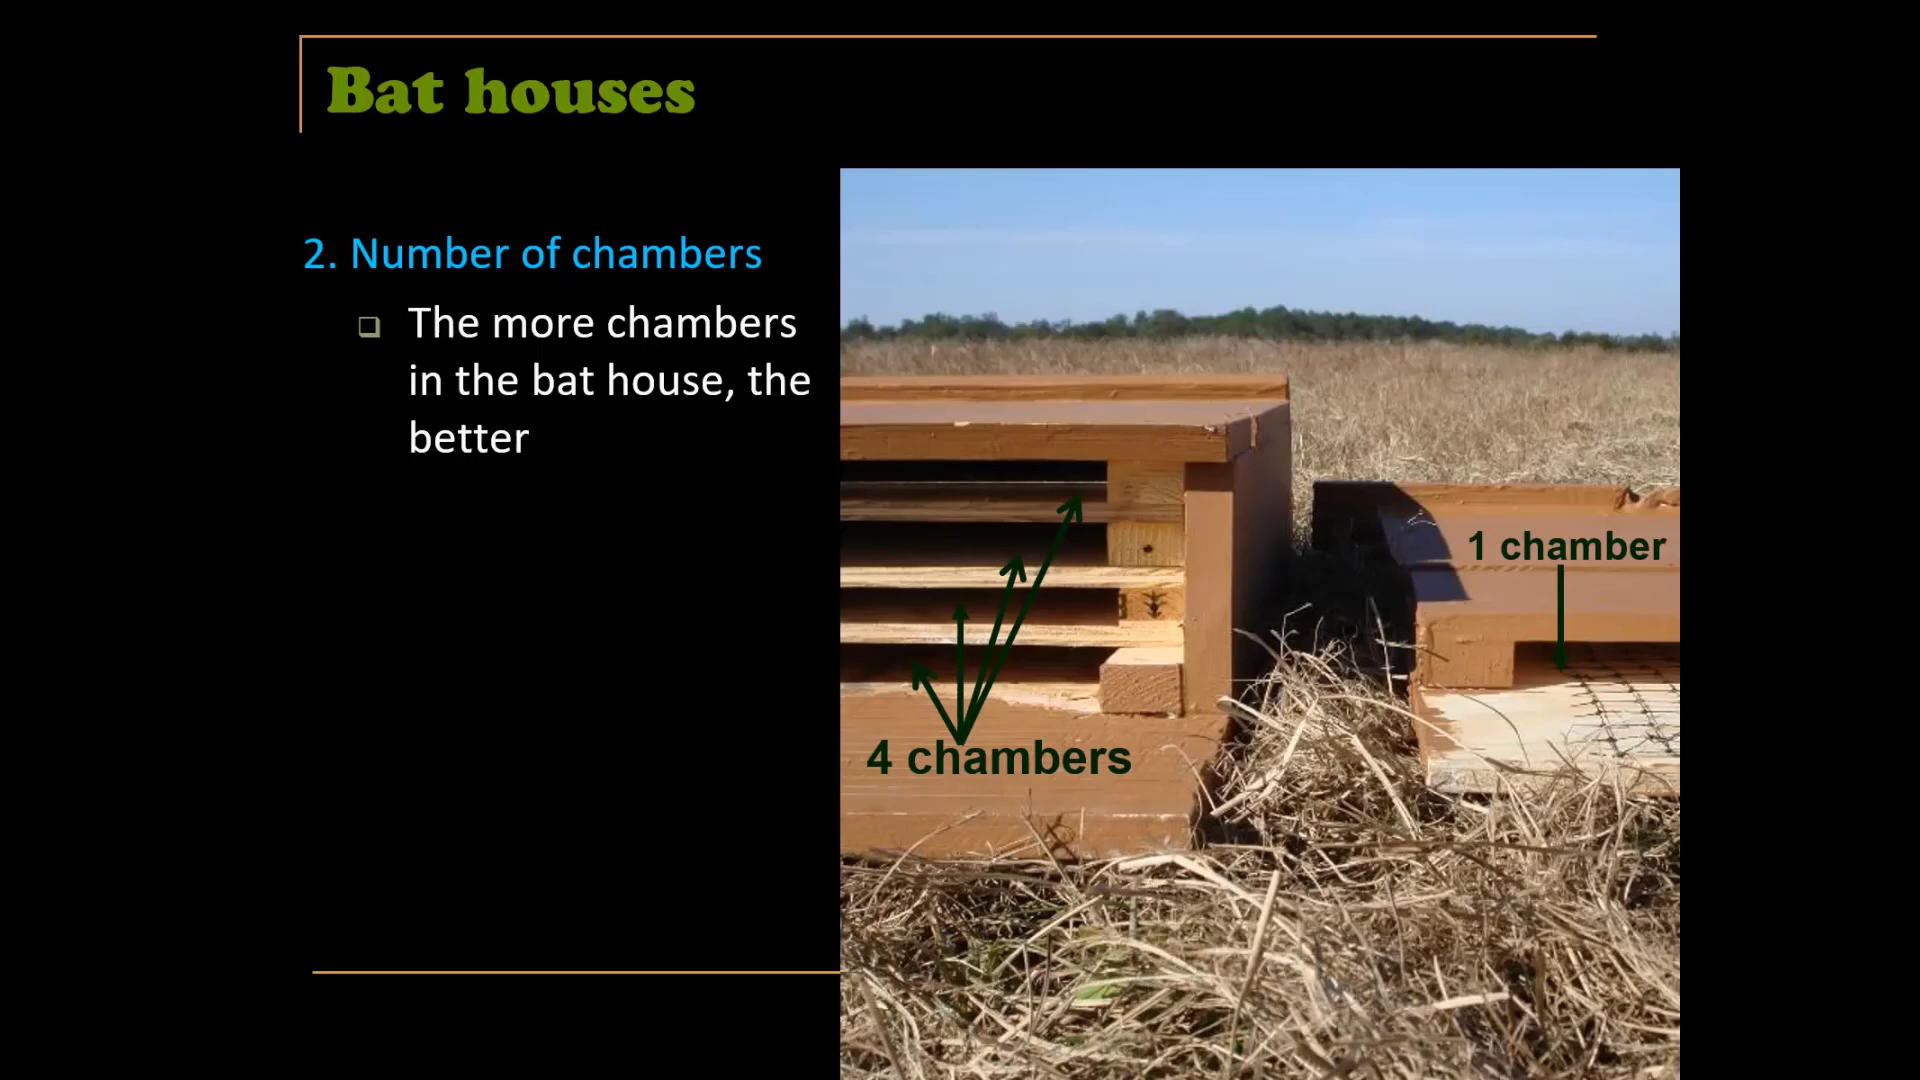 Bat houses
2. Number of chambers
The more chambers
in the bat house, the
better
1 chamber
4 chambers